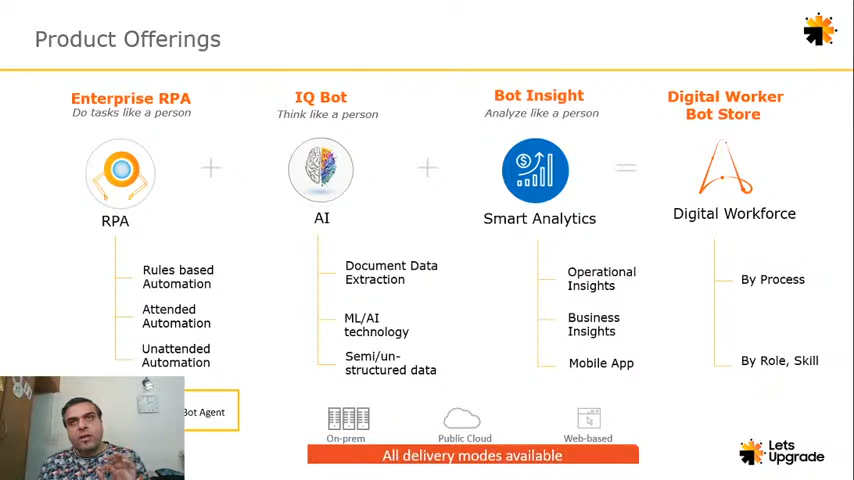 Product Offerings
Enterprise RPA
Do tasks like a person
RPA
Rules based
Automation
Attended
Automation
Unattended
Automation
Bot Agent
IQ Bot
Think like a person
AI
Document Data
Extraction
ML/AI
technology
Semi/un-
structured data
Bot Insight
Analyze like a person
Smart Analytics
Operational
Insights
Business
Insights
Mobile App
Digital Worker
Bot Store
Digital Workforce
By Process
By Role, Skill
On-prem
Public Cloud
Web-based
All delivery modes available
Lets
Upgrade